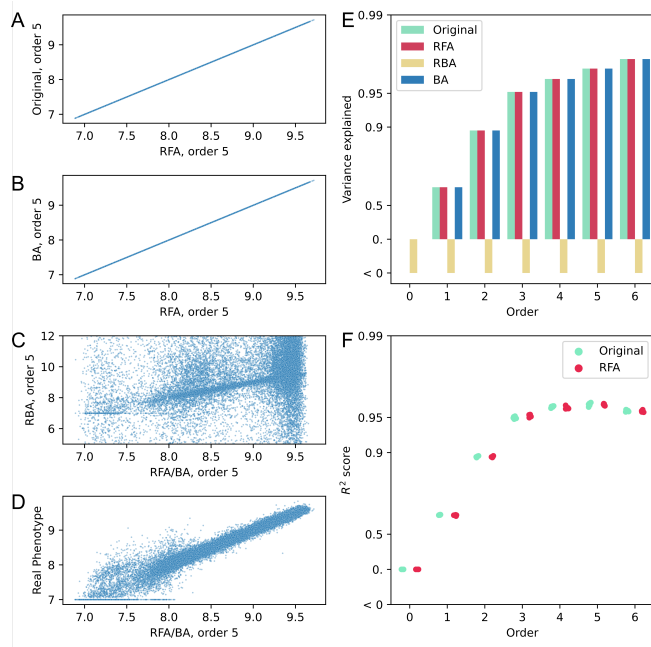 A
Original, order 5
9
8
7
7.0 7.5 8.0 8.5 9.0 9.5
RFA, order 5
B
BA, order 5
9
8
7
7.0 7.5 8.0 8.5 9.0 9.5
RFA, order 5
C
RBA, order 5
12
10
8
6
7.0 7.5 8.0 8.5 9.0 9.5
RFA/BA, order 5
D
Real Phenotype
9
8
7
7.0 7.5 8.0 8.5 9.0 9.5
RFA/BA, order 5
E
Variance explained
0.99
0.95
0.9
0.5
0.
< 0
Original
RFA
RBA
BA
0 1 2 3 4 5 6
Order
F
R² score
0.99
0.95
0.9
0.5
0.
< 0
Original
RFA
0 1 2 3 4 5 6
Order